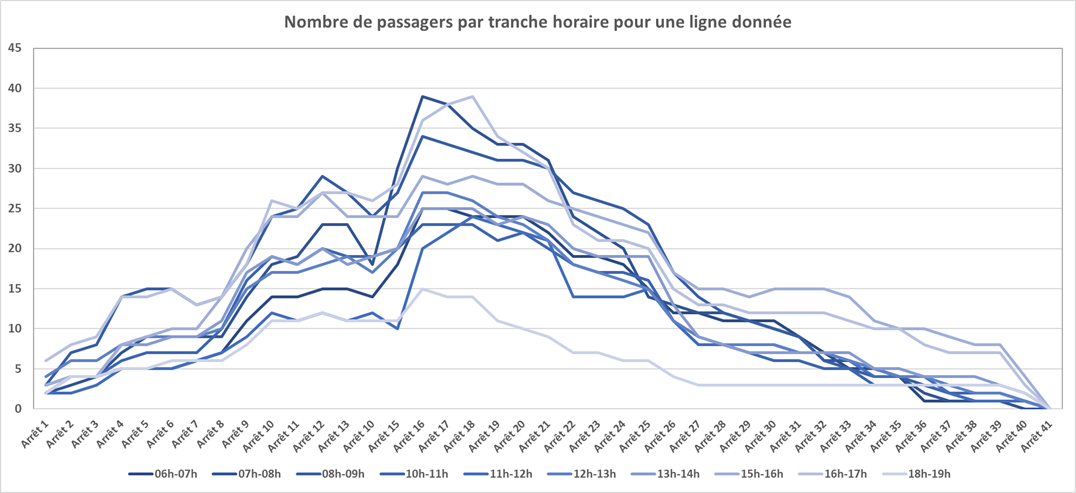 Nombre de passagers par tranche horaire pour une ligne donnée
45
40
35
30
25
20
15
10
5
0
Arrêt 1
Arrêt 2
Arrêt 3
Arrêt 4
Arrêt 5
Arrêt 6
Arrêt 7
Arrêt 8
Arrêt 9
Arrêt 10
Arrêt 11
Arrêt 12
Arrêt 13
Arrêt 10
Arrêt 15
Arrêt 16
Arrêt 17
Arrêt 18
Arrêt 19
Arrêt 20
Arrêt 21
Arrêt 22
Arrêt 23
Arrêt 24
Arrêt 25
Arrêt 26
Arrêt 27
Arrêt 28
Arrêt 29
Arrêt 30
Arrêt 31
Arrêt 32
Arrêt 33
Arrêt 34
Arrêt 35
Arrêt 36
Arrêt 37
Arrêt 38
Arrêt 39
Arrêt 40
Arrêt 41
06h-07h 07h-08h 08h-09h 10h-11h 11h-12h 12h-13h 13h-14h 15h-16h 16h-17h 18h-19h